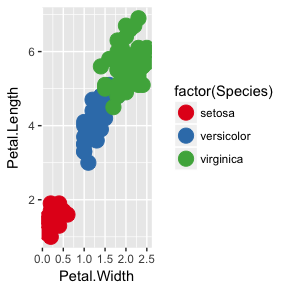 Petal.Length
6
4
2
0.0 0.5 1.0 1.5 2.0 2.5
Petal.Width
factor(Species)
setosa
versicolor
virginica